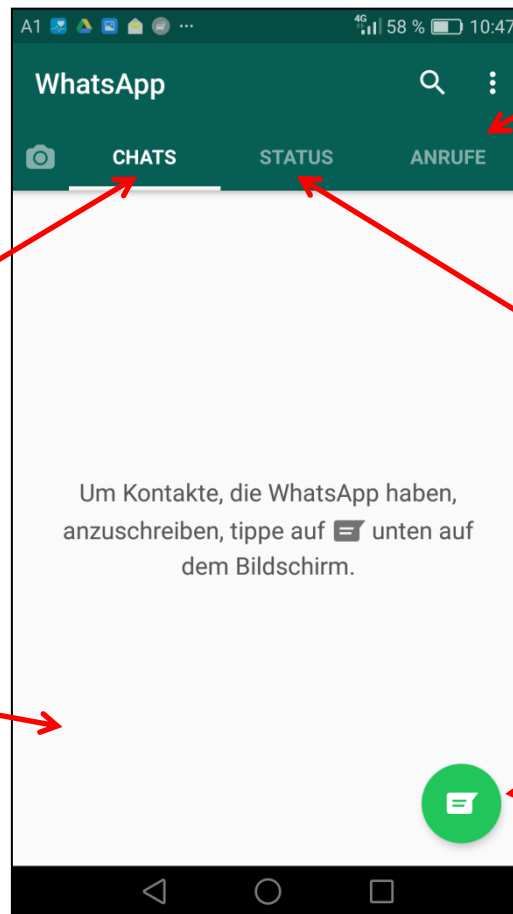 A1 ... 4G 58 % 10:47
WhatsApp
CHATS STATUS ANRUFE
Um Kontakte, die WhatsApp haben,
anzuschreiben, tippe auf unten auf
dem Bildschirm.